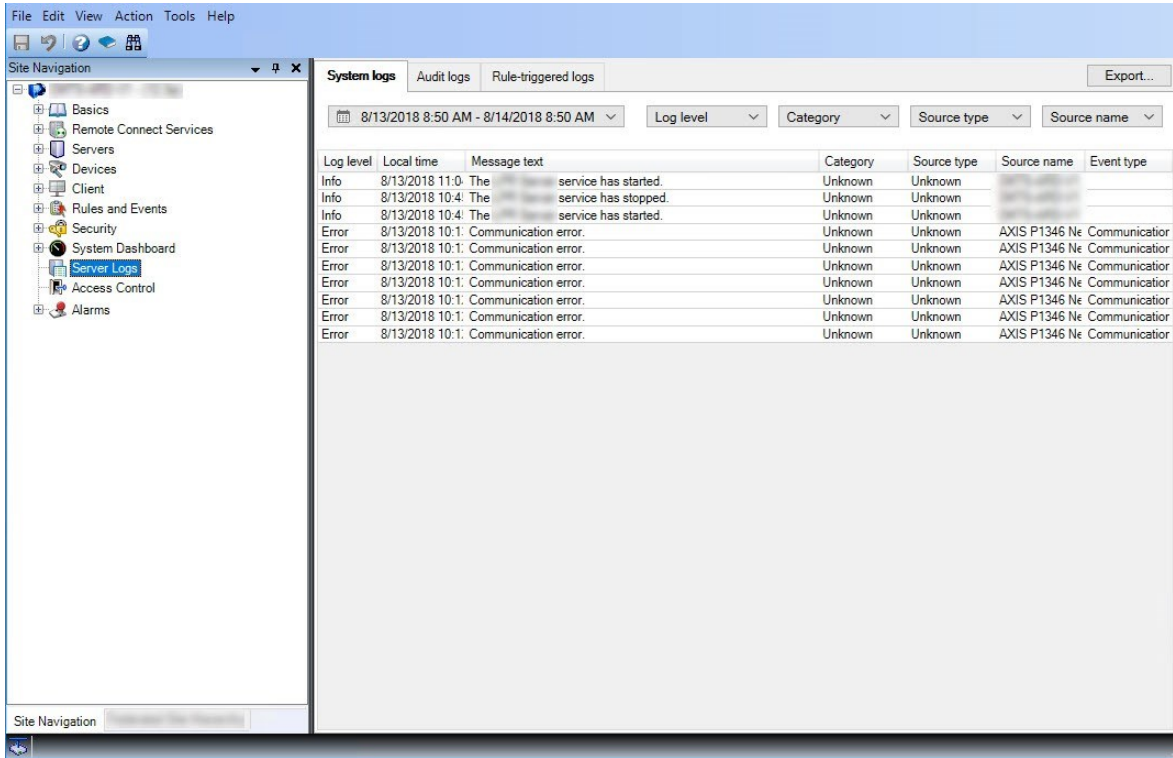 File Edit View Action Tools Help
Site Navigation
Basics
Remote Connect Services
Servers
Devices
Client
Rules and Events
Security
System Dashboard
Server Logs
Access Control
Alarms
Site Navigation
System logs Audit logs Rule-triggered logs Export...
8/13/2018 8:50 AM - 8/14/2018 8:50 AM Log level Category Source type Source name
Log level Local time Message text Category Source type Source name Event type
Info 8/13/2018 11:0 The service has started. Unknown Unknown
Info 8/13/2018 10:4 The service has stopped. Unknown Unknown
Info 8/13/2018 10:4 The service has started. Unknown Unknown
Error 8/13/2018 10:1 Communication error. Unknown Unknown AXIS P1346 Ne Communication
Error 8/13/2018 10:1 Communication error. Unknown Unknown AXIS P1346 Ne Communication
Error 8/13/2018 10:1 Communication error. Unknown Unknown AXIS P1346 Ne Communication
Error 8/13/2018 10:1 Communication error. Unknown Unknown AXIS P1346 Ne Communication
Error 8/13/2018 10:1 Communication error. Unknown Unknown AXIS P1346 Ne Communication
Error 8/13/2018 10:1 Communication error. Unknown Unknown AXIS P1346 Ne Communication
Error 8/13/2018 10:1 Communication error. Unknown Unknown AXIS P1346 Ne Communication